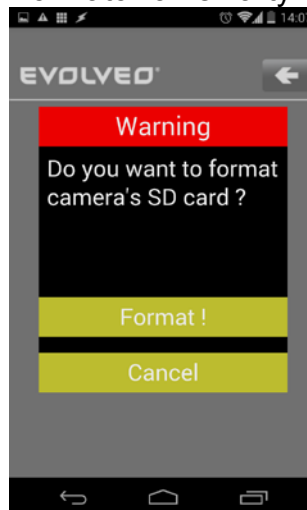 14:0
EVOLVEO
Warning
Do you want to format
camera's SD card ?
Format !
Cancel